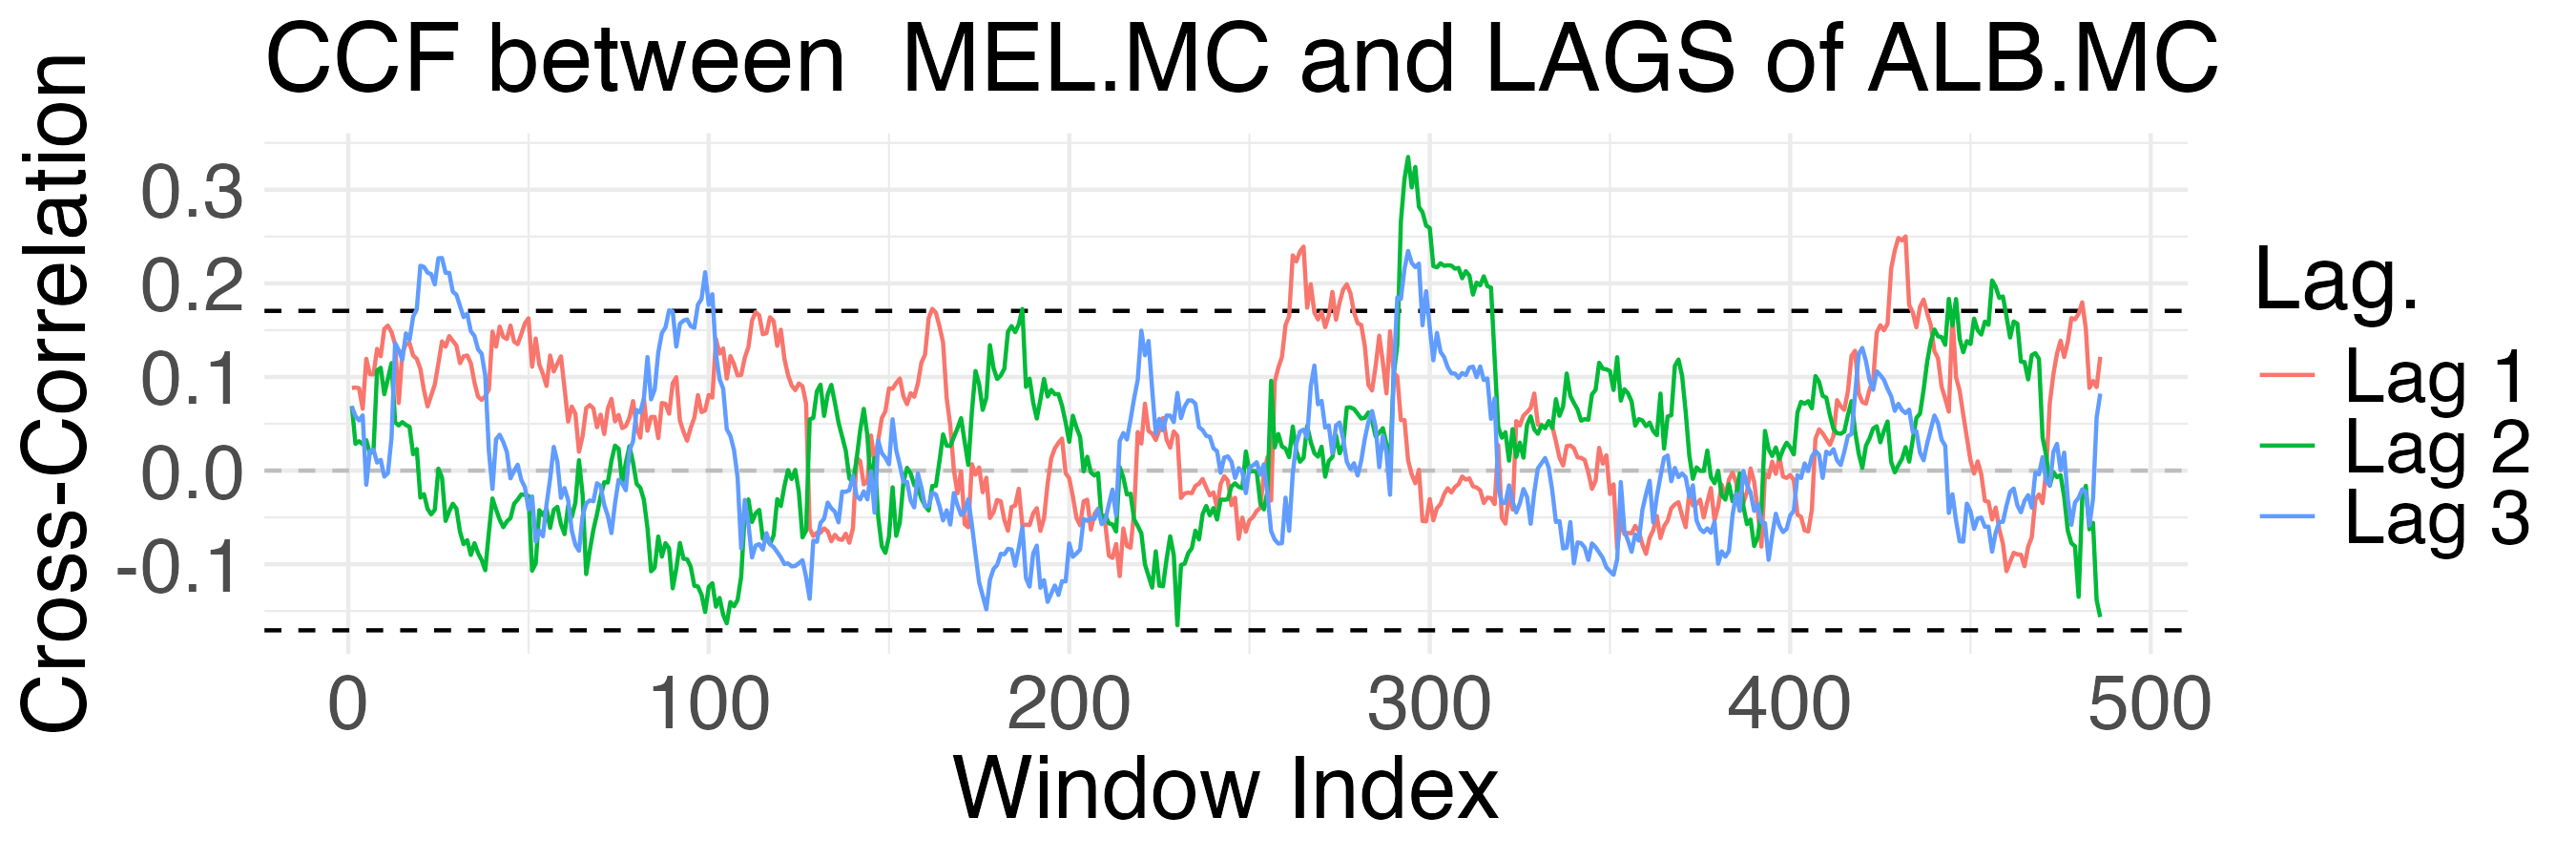 CCF between  MEL.MC and LAGS of ALB.MC
Cross-Correlation
0.3
0.2
0.1
0.0
-0.1
0 100 200 300 400 500
Window Index
Lag.
Lag 1
Lag 2
Lag 3